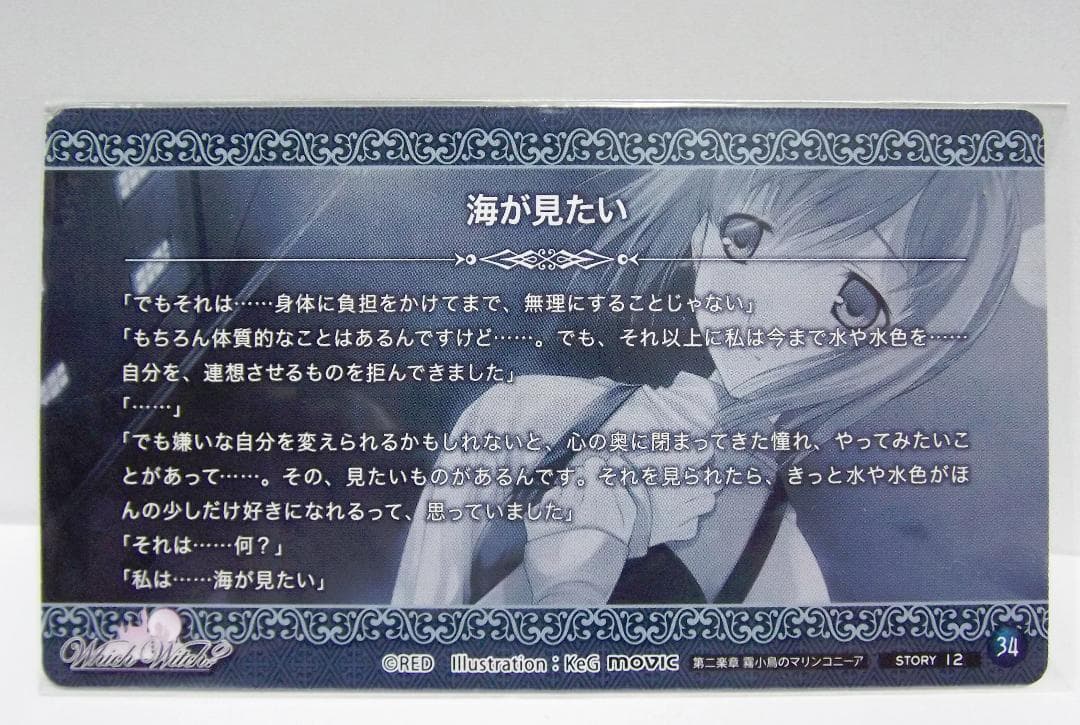 海が見たい
「でもそれは……身体に負担をかけてまで、無理にすることじゃない」
「もちろん体質的なことはあるんですけど……。でも、それ以上に私は今まで水や水色を……
自分を、連想させるものを拒んできました」
「……」
「でも嫌いな自分を変えられるかもしれないと、心の奥に閉まってきた憧れ、やってみたいこ
とがあって……。その、見たいものがあるんです。それを見られたら、きっと水や水色がほ
んの少しだけ好きになれるって、思っていました」
「それは……何？」
「私は……海が見たい」
Which Witch?
©RED Illustration：KeG movic 第二楽章 霧小鳥のマリンコニーア STORY 12
34